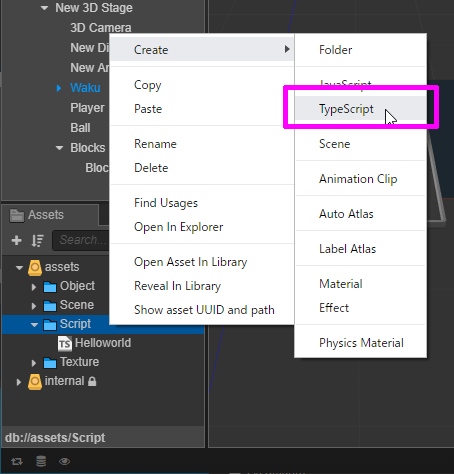 New 3D Stage
3D Camera
New Di
New Ar
Waku
Player
Ball
Blocks
Bloc
Create
Copy
Paste
Rename
Delete
Find Usages
Open In Explorer
Open Asset In Library
Reveal In Library
Show asset UUID and path
Folder
JavaScript
TypeScript
Scene
Animation Clip
Auto Atlas
Label Atlas
Material
Effect
Physics Material
Assets
Search...
assets
Object
Scene
Script
TS Helloworld
Texture
internal
db://assets/Script